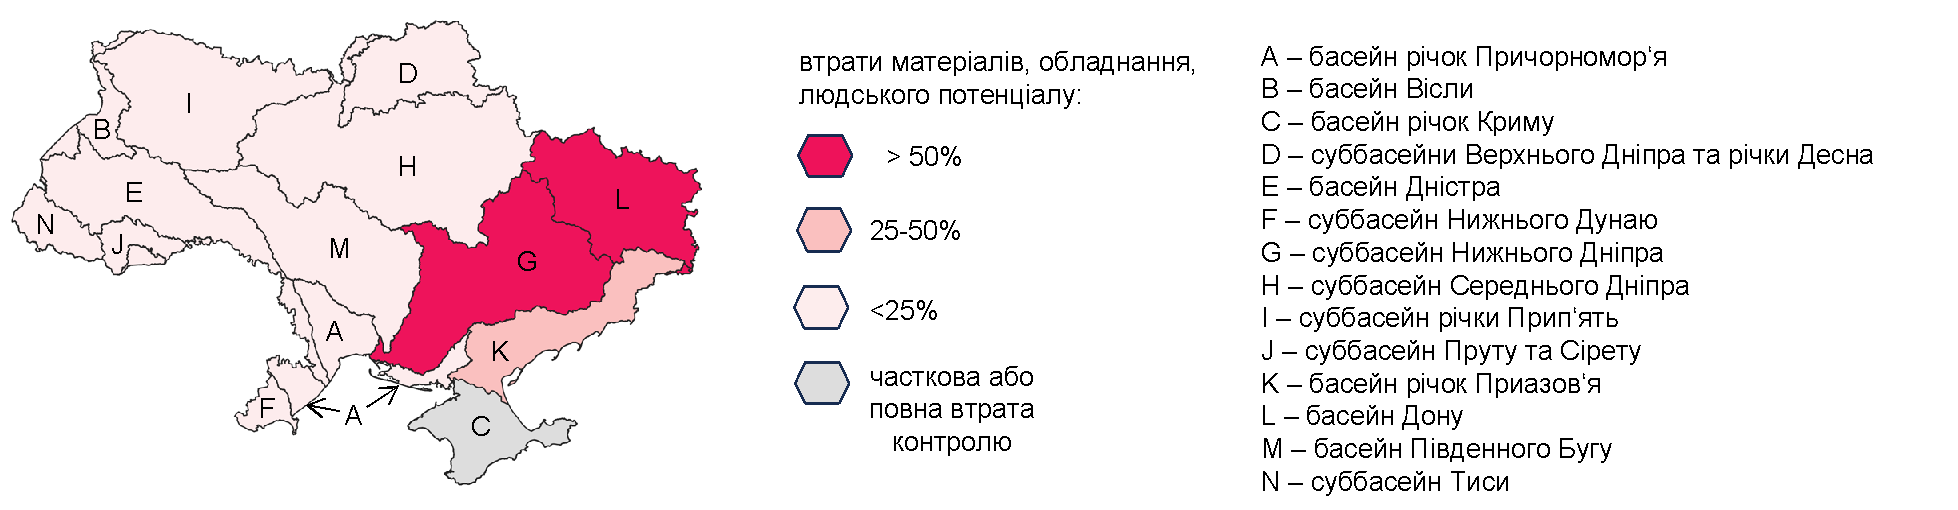 D
I
B
H
E
L
N
J
M
G
A
K
F
A
C
втрати матеріалів, обладнання,
людського потенціалу:
> 50%
25-50%
<25%
часткова або
повна втрата
контролю
A – басейн річок Причорномор‘я
B – басейн Вісли
C – басейн річок Криму
D – суббасейни Верхнього Дніпра та річки Десна
E – басейн Дністра
F – суббасейн Нижнього Дунаю
G – суббасейн Нижнього Дніпра
H – суббасейн Середнього Дніпра
I – суббасейн річки Прип‘ять
J – суббасейн Пруту та Сірету
K – басейн річок Приазов‘я
L – басейн Дону
M – басейн Південного Бугу
N – суббасейн Тиси